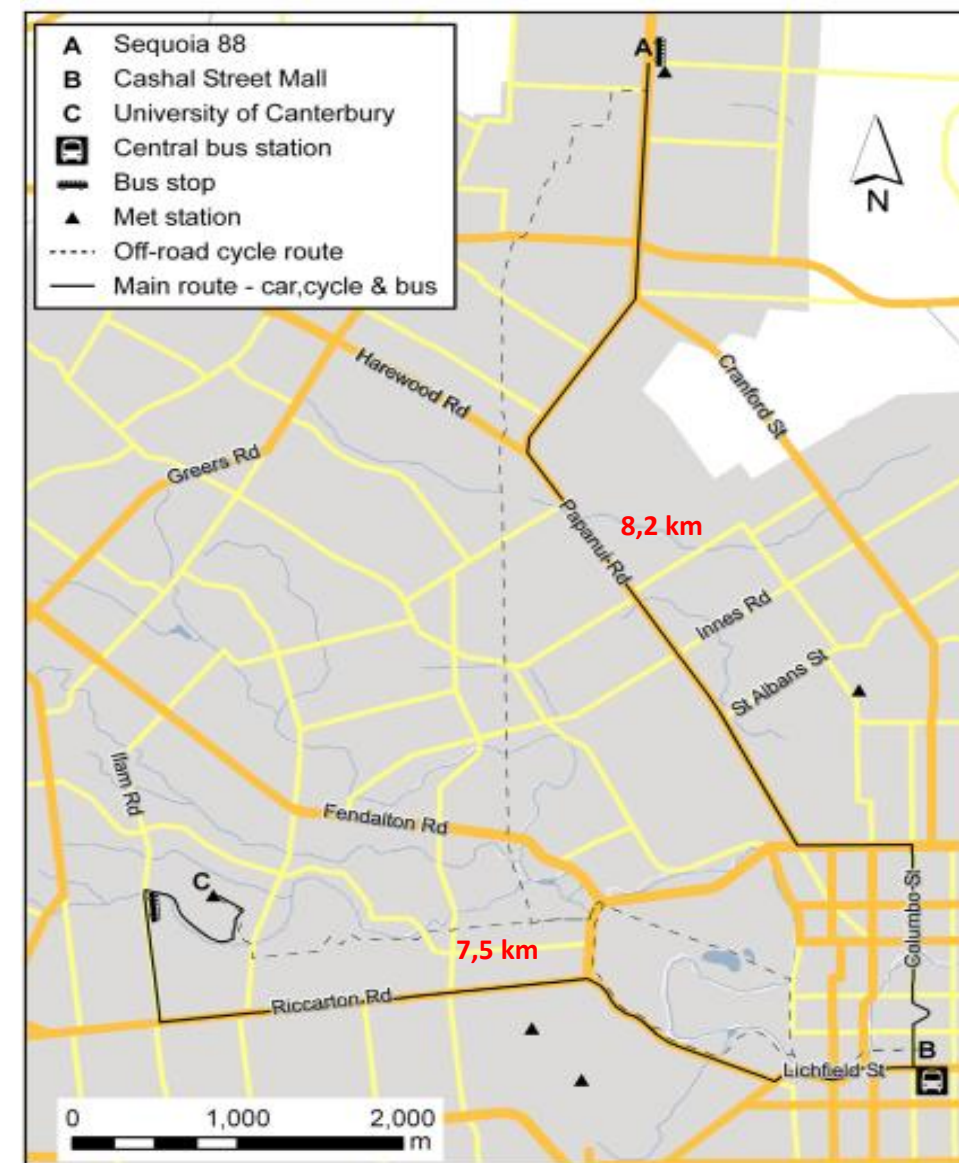 A Sequoia 88
B Cashal Street Mall
C University of Canterbury
Central bus station
Bus stop
Met station
Off-road cycle route
Main route - car,cycle & bus
A
N
Harewood Rd
Cranford St
Greers Rd
8,2 km
Papanui Rd
Innes Rd
St Albans St
Ilam Rd
Fendalton Rd
C
Columbo St
7,5 km
Riccarton Rd
B
Lichfield St
0 1,000 2,000
m